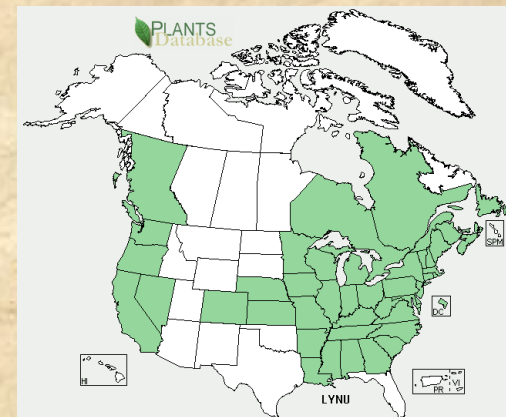 PLANTS
Database
SPM
DC
HI
PR
VI
LYNU